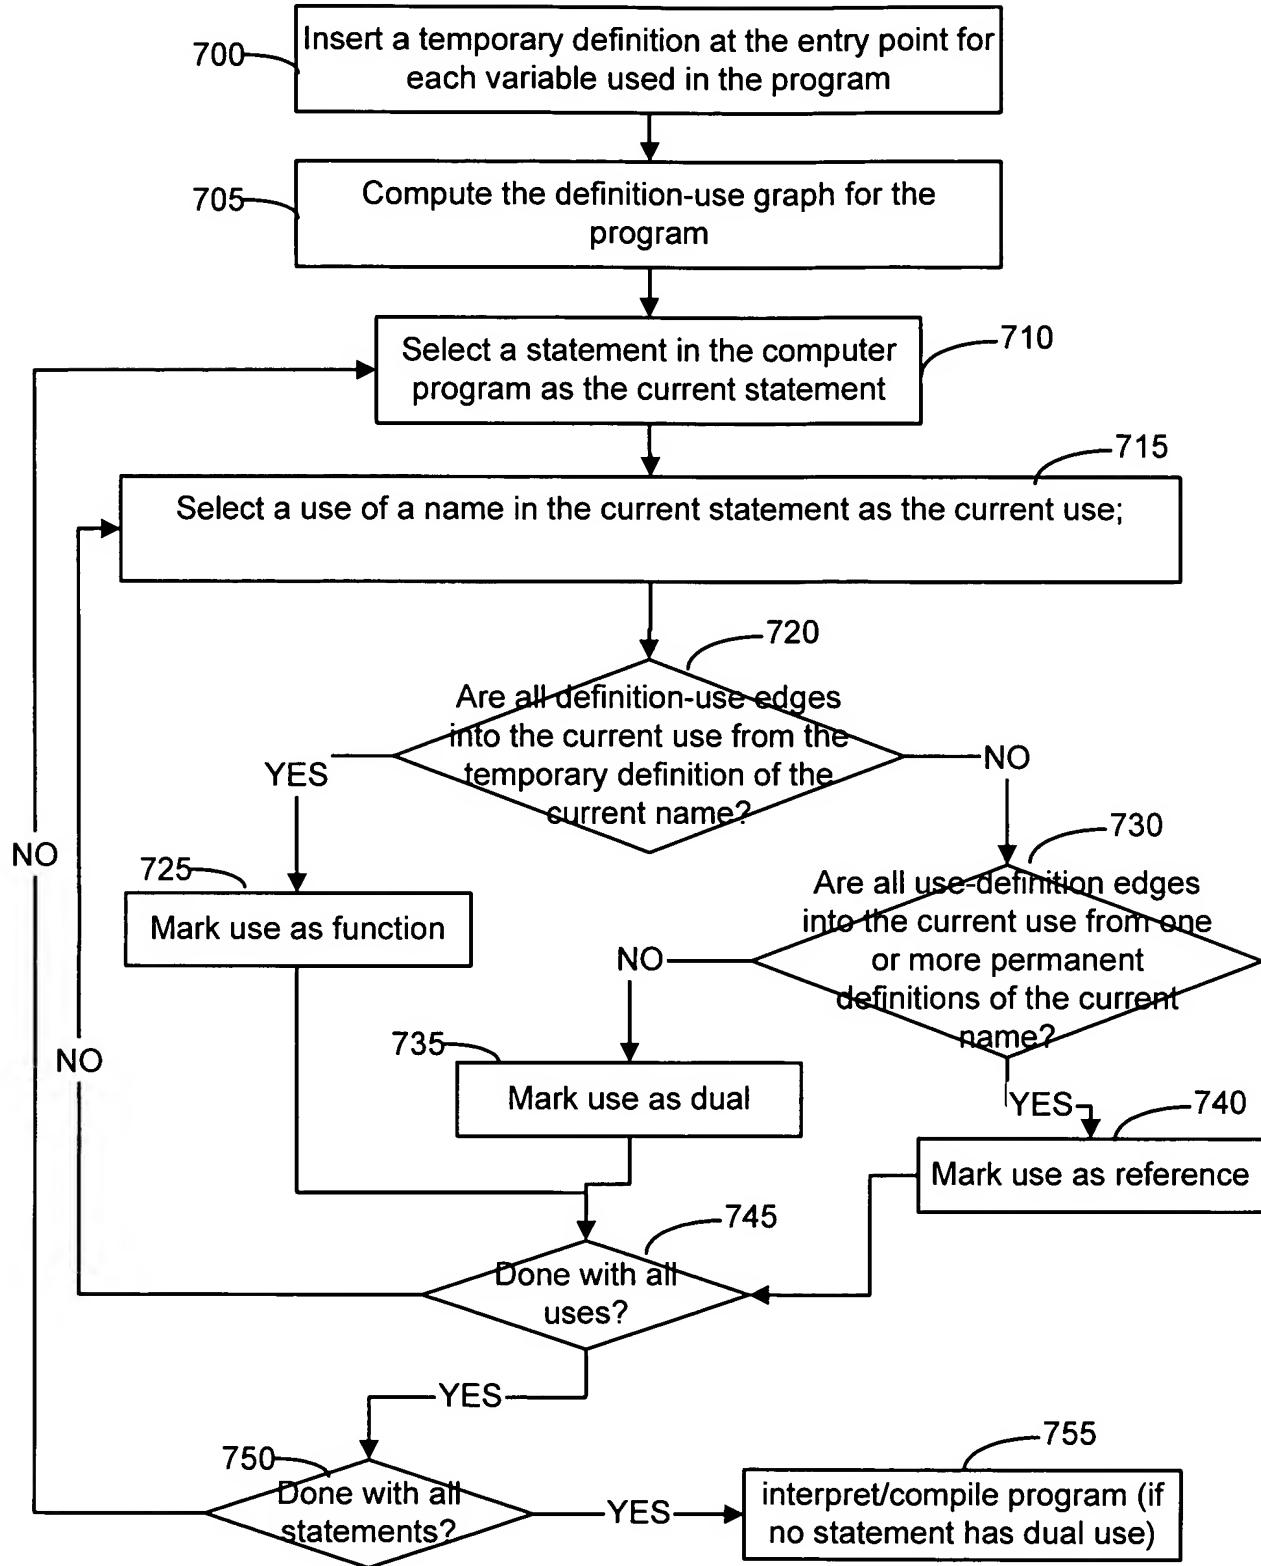 700
Insert a temporary definition at the entry point for
each variable used in the program
705
Compute the definition-use graph for the
program
710
Select a statement in the computer
program as the current statement
715
Select a use of a name in the current statement as the current use;
720
Are all definition-use edges
into the current use from the
temporary definition of the
current name?
YES
NO
725
Mark use as function
730
Are all use-definition edges
into the current use from one
or more permanent
definitions of the current
name?
NO
NO
NO
735
Mark use as dual
YES
740
Mark use as reference
745
Done with all
uses?
YES
750
Done with all
statements?
YES
755
interpret/compile program (if
no statement has dual use)